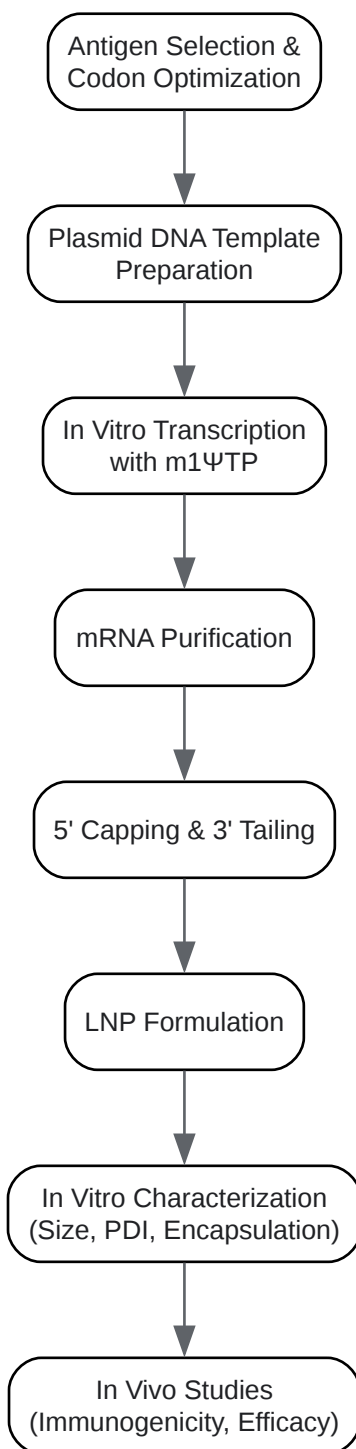 Antigen Selection &
Codon Optimization
Plasmid DNA Template
Preparation
In Vitro Transcription
with m1ΨTP
mRNA Purification
5' Capping & 3' Tailing
LNP Formulation
In Vitro Characterization
(Size, PDI, Encapsulation)
In Vivo Studies
(Immunogenicity, Efficacy)